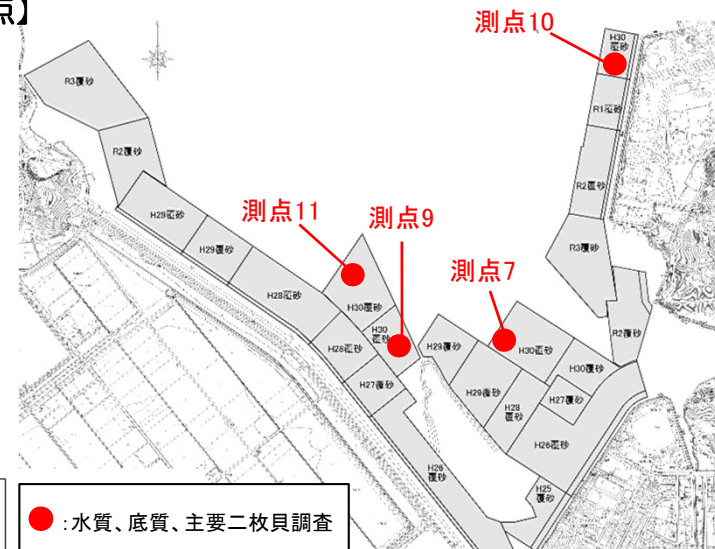 点】
測点10
H30
覆砂
R3覆砂
R1覆砂
R2覆砂
R2覆砂
H29覆砂
測点11
測点9
H29覆砂
R3覆砂
測点7
H28覆砂
H30覆砂
H30
覆砂
R2覆砂
H29覆砂
H30覆砂
H28覆砂
H30覆砂
H27覆砂
H29覆砂
H28
覆砂
H27覆砂
H26覆砂
H26
覆砂
H25
覆砂
:水質、底質、主要二枚貝調査